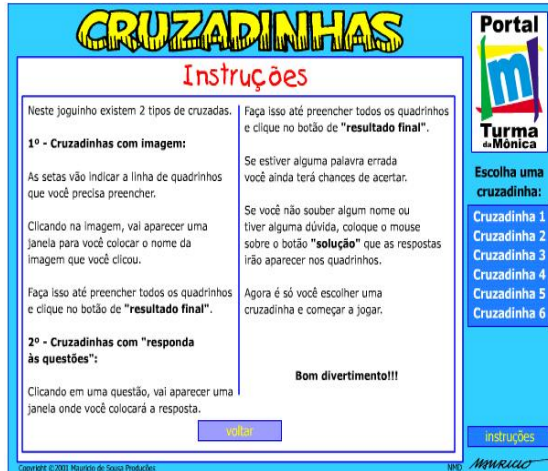 CRUZADINHAS
Instruções
Neste joguinho existem 2 tipos de cruzadas.
1º - Cruzadinhas com imagem:
As setas vão indicar a linha de quadrinhos
que você precisa preencher.
Clicando na imagem, vai aparecer uma
janela para você colocar o nome da
imagem que você clicou.
Faça isso até preencher todos os quadrinhos
e clique no botão de "resultado final".
2º - Cruzadinhas com "responda
às questões":
Clicando em uma questão, vai aparecer uma
janela onde você colocará a resposta.
Faça isso até preencher todos os quadrinhos
e clique no botão de "resultado final".
Se estiver alguma palavra errada
você ainda terá chances de acertar.
Se você não souber algum nome ou
tiver alguma dúvida, coloque o mouse
sobre o botão "solução" que as respostas
irão aparecer nos quadrinhos.
Agora é só você escolher uma
cruzadinha e começar a jogar.
Bom divertimento!!!
voltar
Copyright ©2001 Mauricio de Sousa Produções
NMD
Portal
m
Turma
da Mônica
Escolha uma
cruzadinha:
Cruzadinha 1
Cruzadinha 2
Cruzadinha 3
Cruzadinha 4
Cruzadinha 5
Cruzadinha 6
instruções
MAURICIO